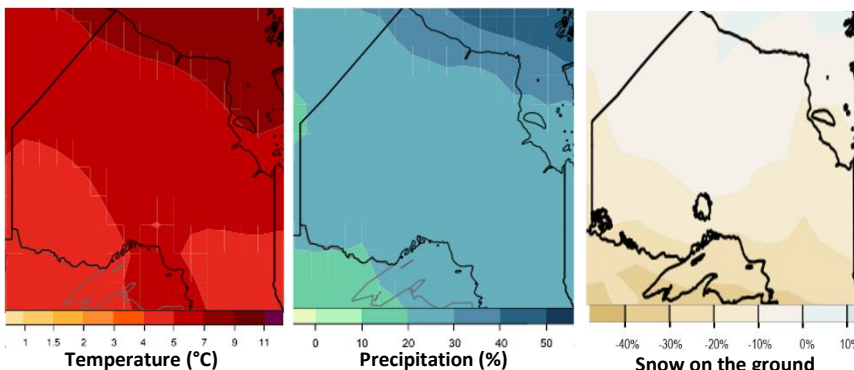 1 1.5 2 3 4 5 7 9 11
Temperature (°C)
0 10 20 30 40 50
Precipitation (%)
-40% -30% -20% -10% 0% 10%
Snow on the ground